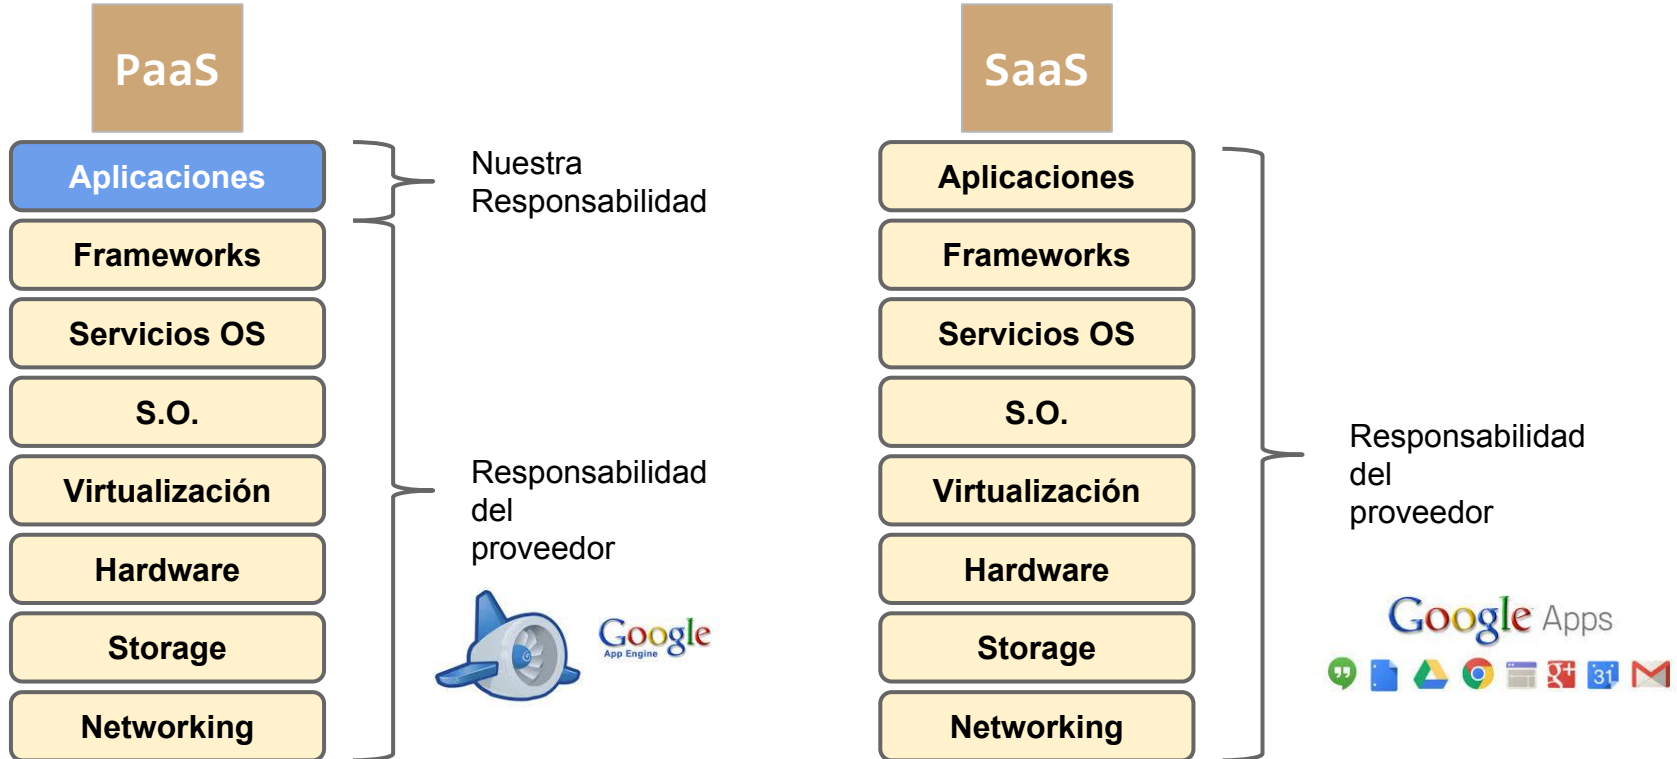 PaaS
Aplicaciones
Frameworks
Servicios OS
S.O.
Virtualización
Hardware
Storage
Networking
Nuestra
Responsabilidad
Responsabilidad
del
proveedor
Google
App Engine
SaaS
Aplicaciones
Frameworks
Servicios OS
S.O.
Virtualización
Hardware
Storage
Networking
Responsabilidad
del
proveedor
Google Apps
g+
31